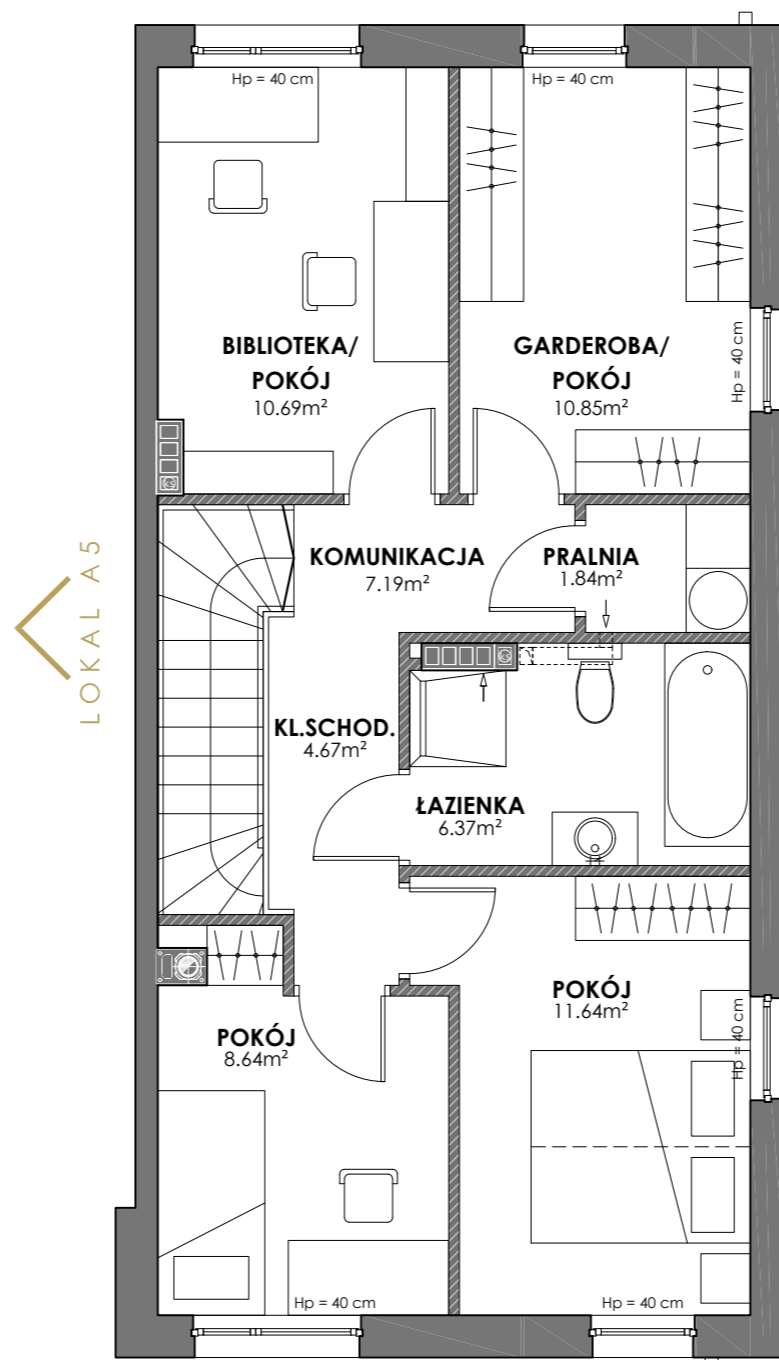 Hp = 40 cm
Hp = 40 cm
BIBLIOTEKA/
POKÓJ
10.69m²
GARDEROBA/
POKÓJ
10.85m²
Hp = 40 cm
KOMUNIKACJA
7.19m²
PRALNIA
1.84m²
LOKAL A5
KL.SCHOD.
4.67m²
ŁAZIENKA
6.37m²
POKÓJ
11.64m²
POKÓJ
8.64m²
Hp = 40 cm
Hp = 40 cm
Hp = 40 cm